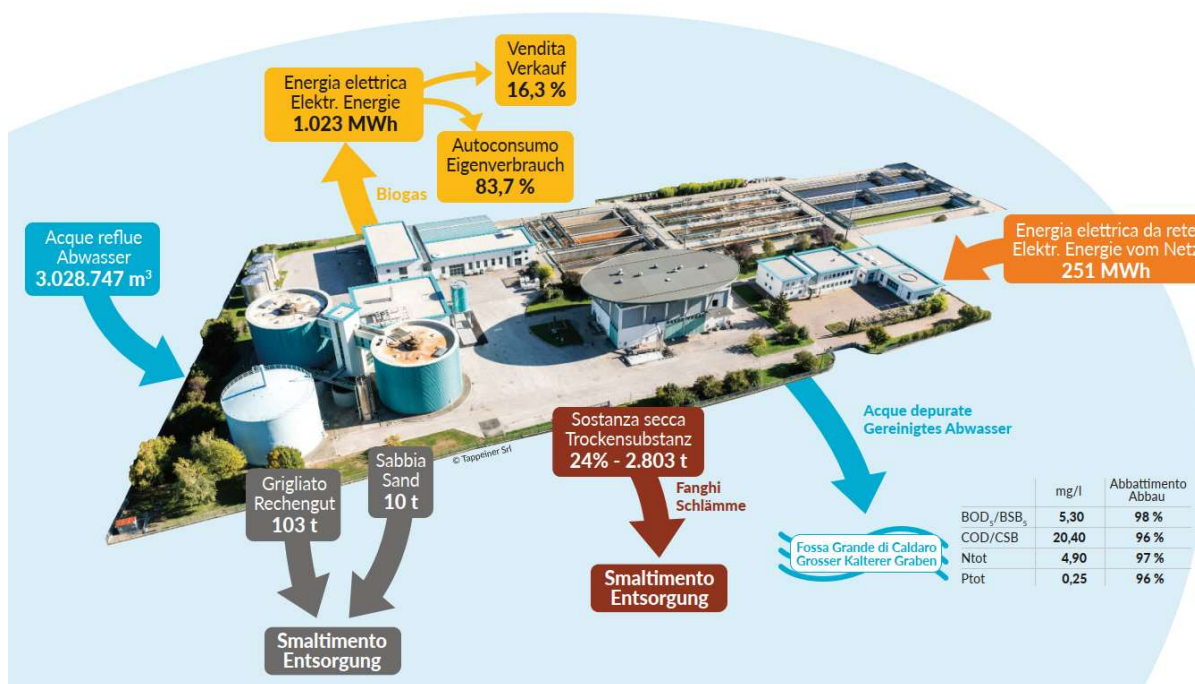 Vendita
Verkauf
16,3 %
Energia elettrica
Elektr. Energie
1.023 MWh
Autoconsumo
Eigenverbrauch
83,7 %
Biogas
Acque reflue
Abwasser
3.028.747 m³
Energia elettrica da rete
Elektr. Energie vom Netz
251 MWh
Acque depurate
Gereinigtes Abwasser
Sostanza secca
Trockensubstanz
24% - 2.803 t
© Tappeiner Srl
Sabbia
Sand
10 t
Grigliato
Rechengut
103 t
Fanghi
Schlämme
Fossa Grande di Caldaro
Grosser Kalterer Graben
Smaltimento
Entsorgung
Smaltimento
Entsorgung
mg/l Abbattimento
Abbau
BOD₅/BSB₅ 5,30 98 %
COD/CSB 20,40 96 %
Ntot 4,90 97 %
Ptot 0,25 96 %